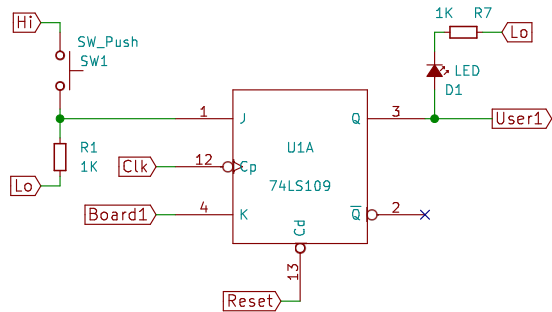 Hi
SW_Push
SW1
R1
1K
Lo
Clk
Board1
Reset
1
12
4
13
J
Cp
K
Cd
U1A
74LS109
Q
Q
3
2
1K R7
Lo
LED
D1
User1